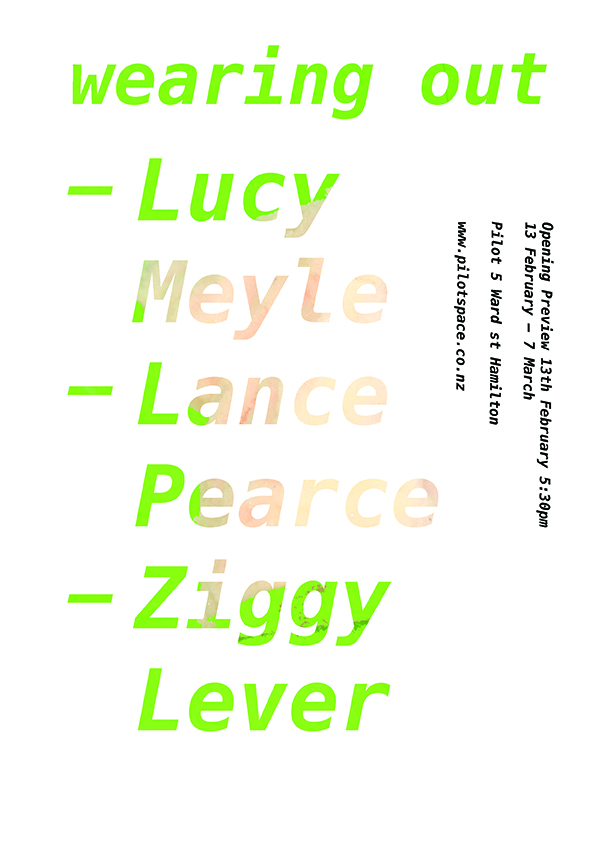 wearing out
– Lucy
Meyle
– Lance
Pearce
– Ziggy
Lever
Opening Preview 13th February 5:30pm
13 February – 7 March
Pilot 5 Ward st Hamilton
www.pilotspace.co.nz